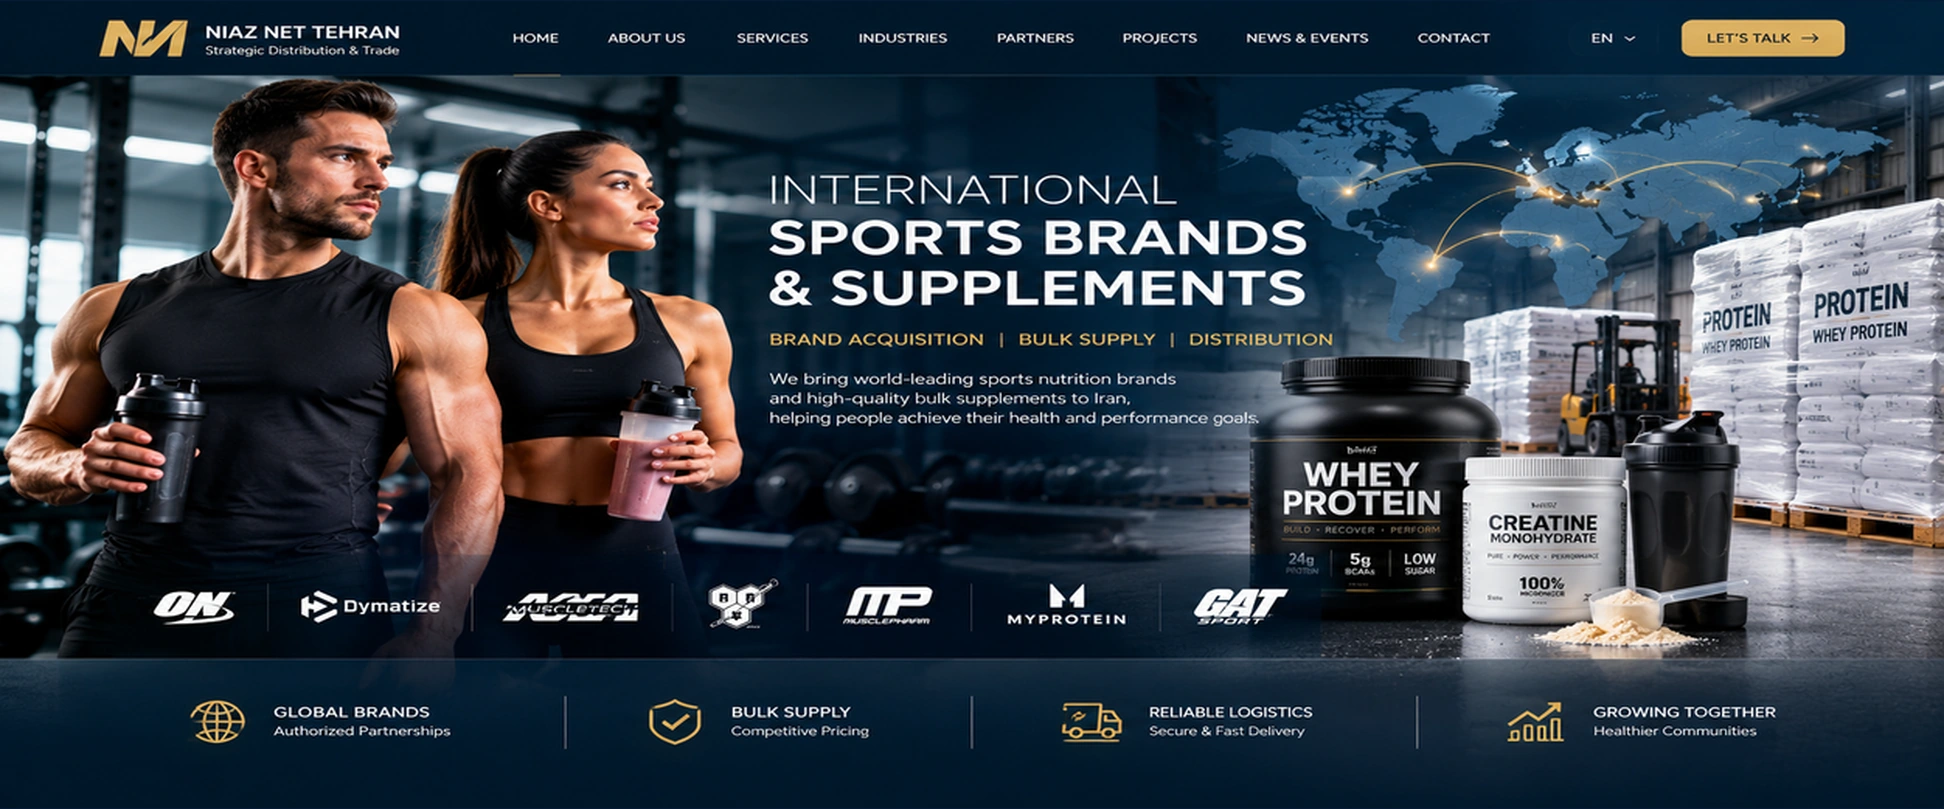 NIAZ NET TEHRAN
Strategic Distribution & Trade
HOME
ABOUT US
SERVICES
INDUSTRIES
PARTNERS
PROJECTS
NEWS & EVENTS
CONTACT
EN
LET'S TALK
INTERNATIONAL
SPORTS BRANDS
& SUPPLEMENTS
BRAND ACQUISITION | BULK SUPPLY | DISTRIBUTION
We bring world-leading sports nutrition brands
and high-quality bulk supplements to Iran,
helping people achieve their health and performance goals.
PROTEIN
WHEY PROTEIN
PROTEIN
WHEY PROTEIN
WHEY
PROTEIN
BUILD • RECOVER • PERFORM
24g
PROTEIN
5g
BCAAs
LOW
SUGAR
CREATINE
MONOHYDRATE
PURE • POWER •
100%
ON
Dymatize
MUSCLETECH
MP
MUSCLEPHARM
MYPROTEIN
GAT
SPORT
GLOBAL BRANDS
Authorized Partnerships
BULK SUPPLY
Competitive Pricing
RELIABLE LOGISTICS
Secure & Fast Delivery
GROWING TOGETHER
Healthier Communities